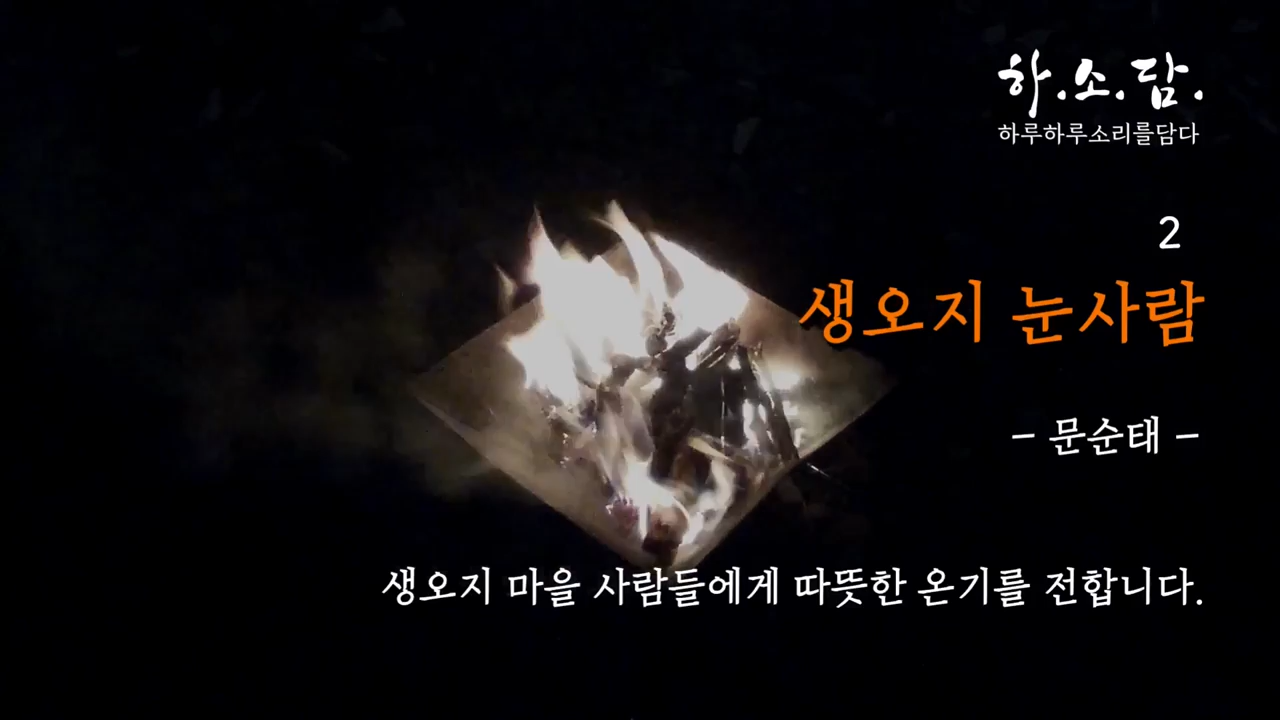 하.소.담.
하루하루소리를담다
2
생오지 눈사람
– 문순태 –
생오지 마을 사람들에게 따뜻한 온기를 전합니다.